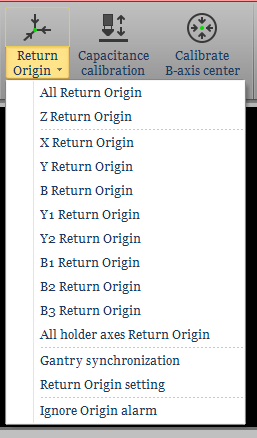 Return
Origin
Capacitance
calibration
Calibrate
B-axis center
All Return Origin
Z Return Origin
X Return Origin
Y Return Origin
B Return Origin
Y1 Return Origin
Y2 Return Origin
B1 Return Origin
B2 Return Origin
B3 Return Origin
All holder axes Return Origin
Gantry synchronization
Return Origin setting
Ignore Origin alarm